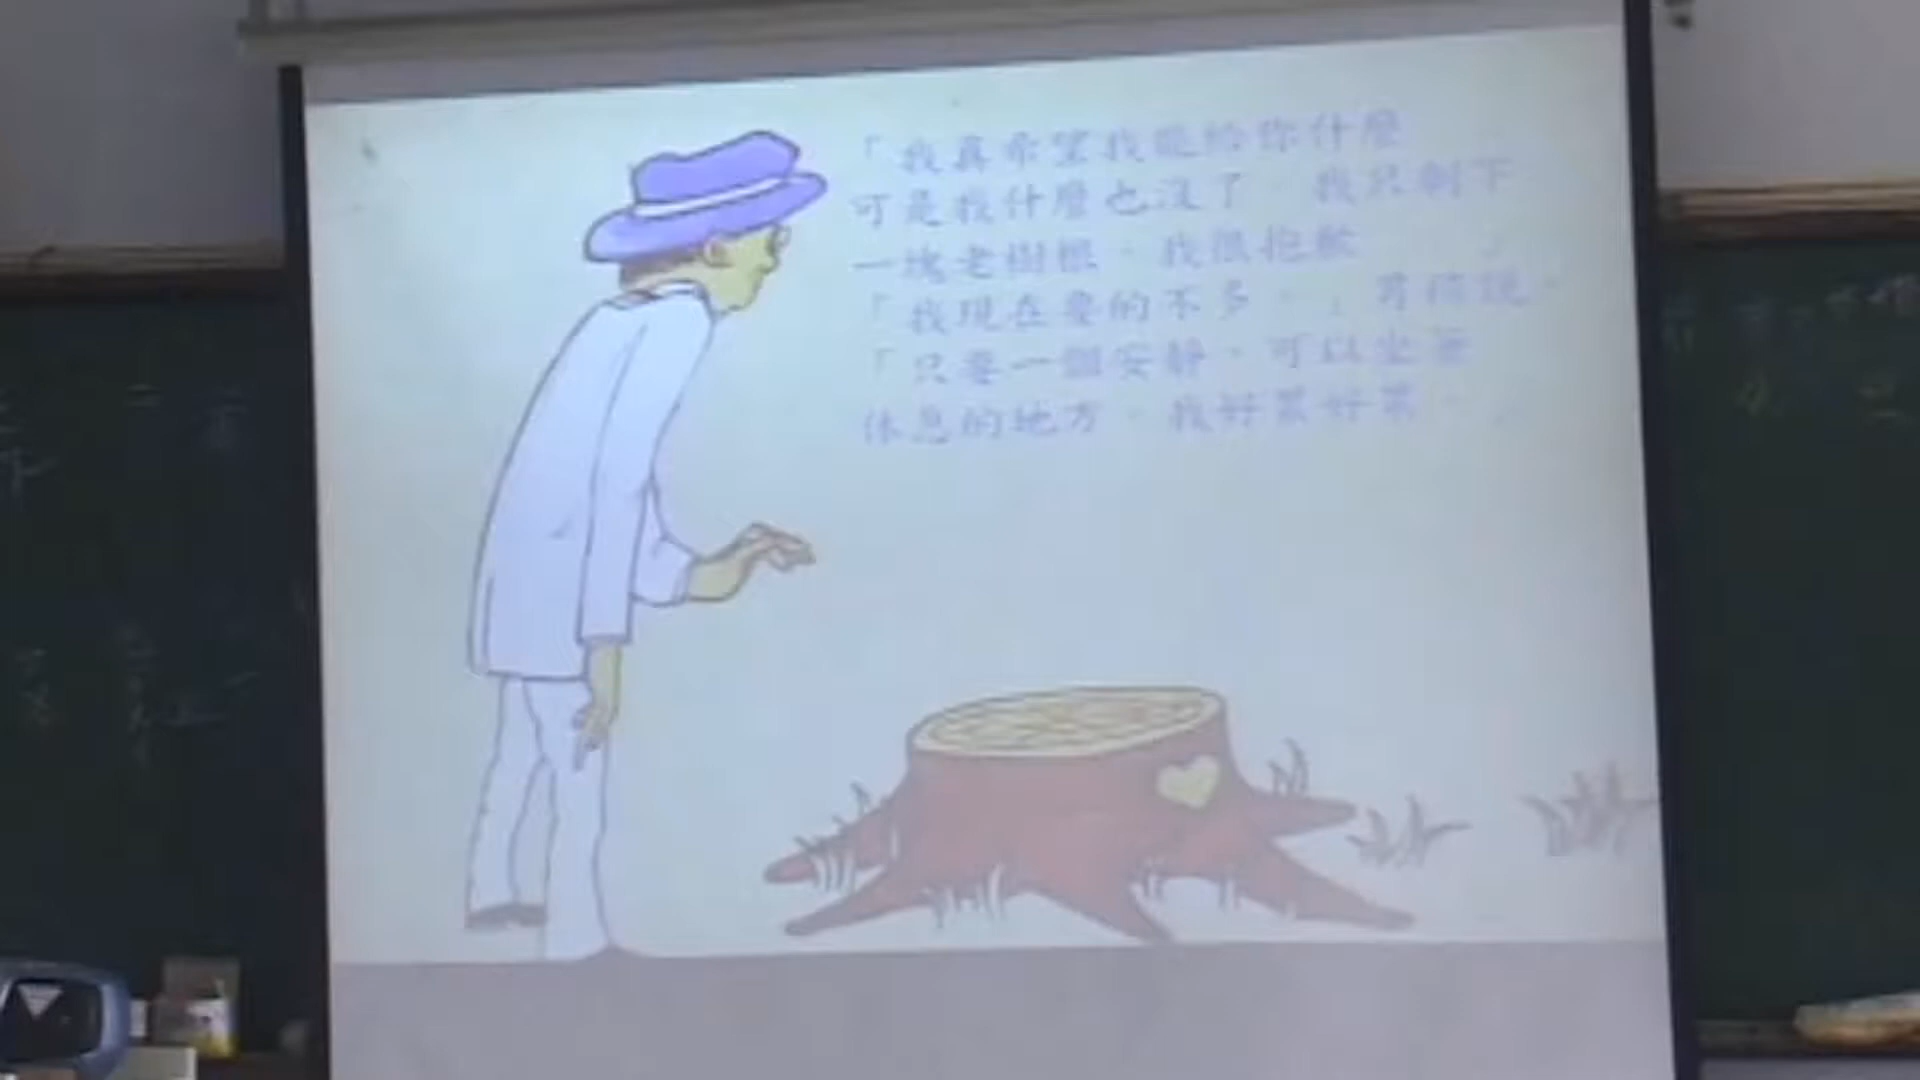 「我真希望我能給你什麼
可是我什麼也沒了。我只剩下
一塊老樹根。我很抱歉
「我現在要的不多。」男孩說。
「只要一個安靜、可以坐著
休息的地方。我好累好累。」